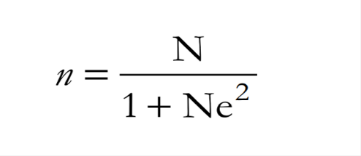 n = N / 1 + Ne²